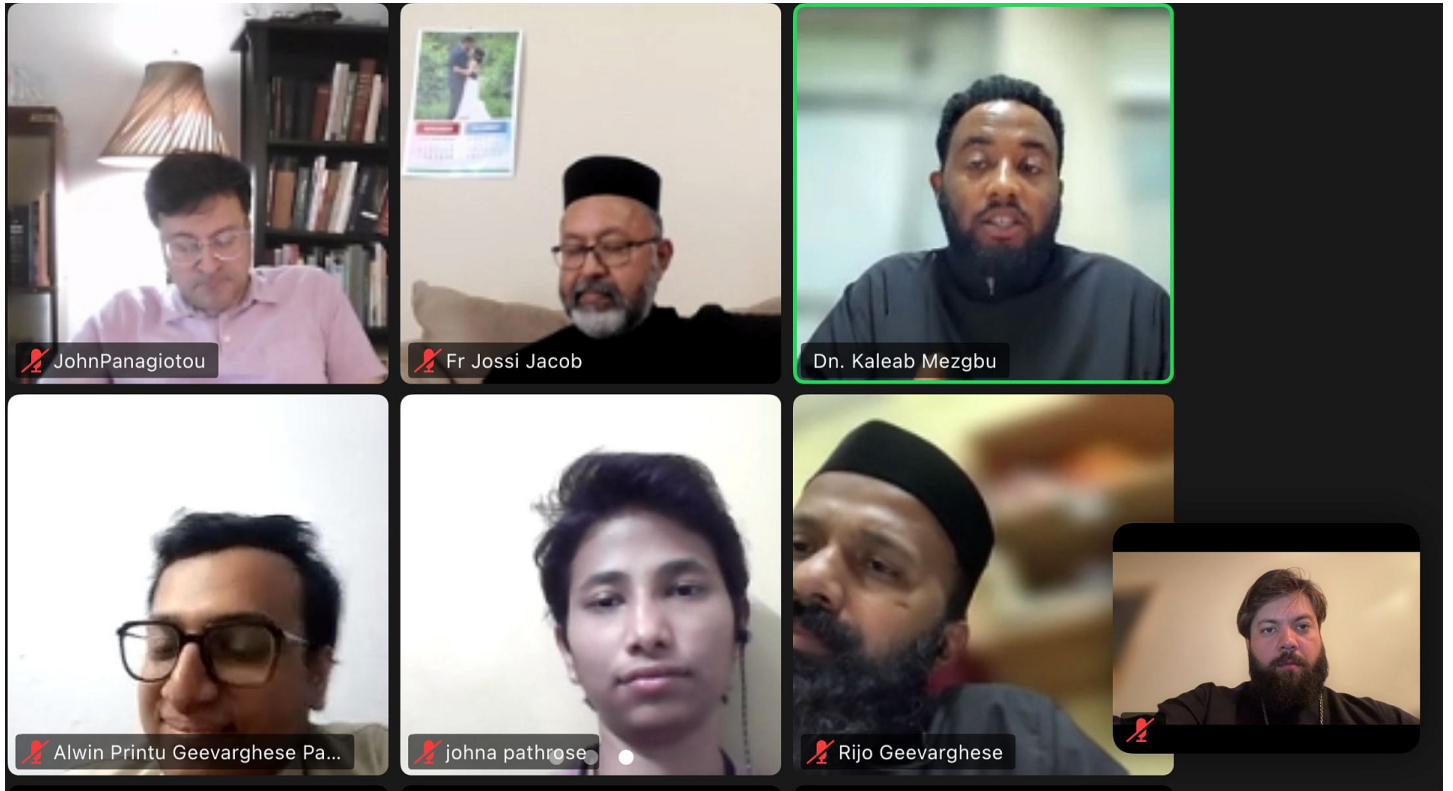 JohnPanagiotou
Fr Jossi Jacob
Dn. Kaleab Mezgbu
Alwin Printu Geevarghese Pa...
johna pathrose
Rijo Geevarghese